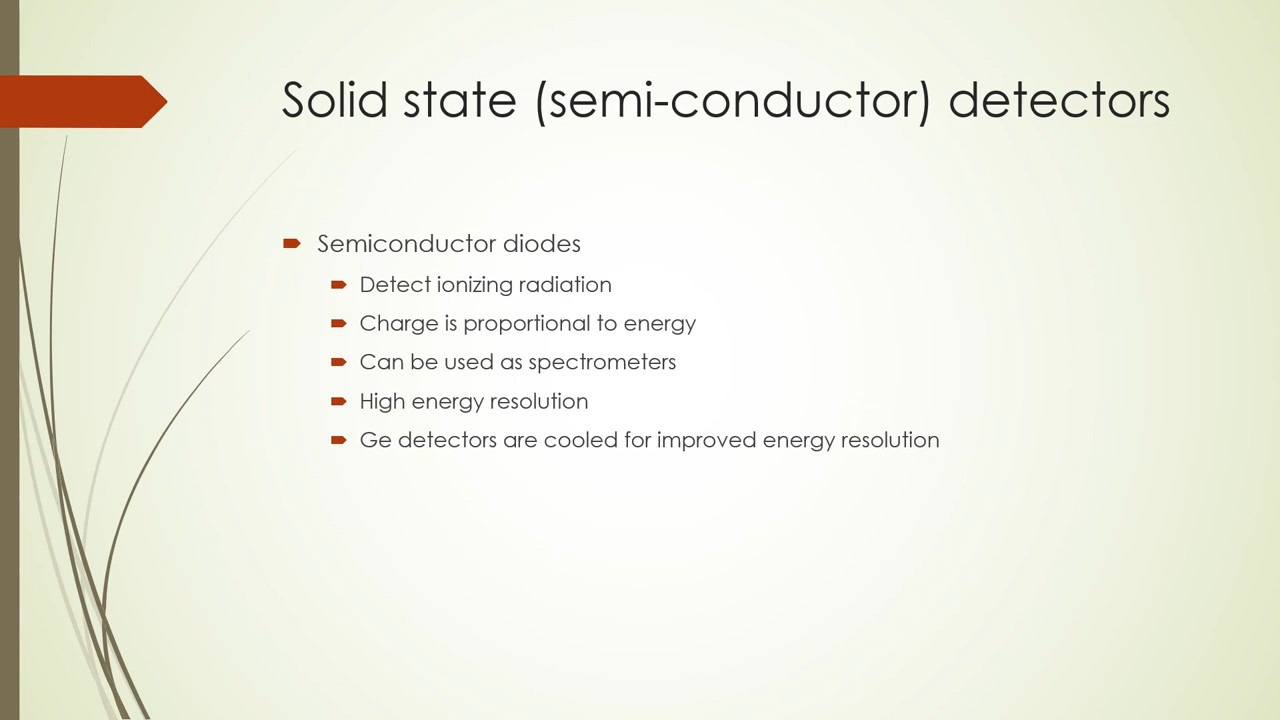 Solid state (semi-conductor) detectors
Semiconductor diodes
Detect ionizing radiation
Charge is proportional to energy
Can be used as spectrometers
High energy resolution
Ge detectors are cooled for improved energy resolution